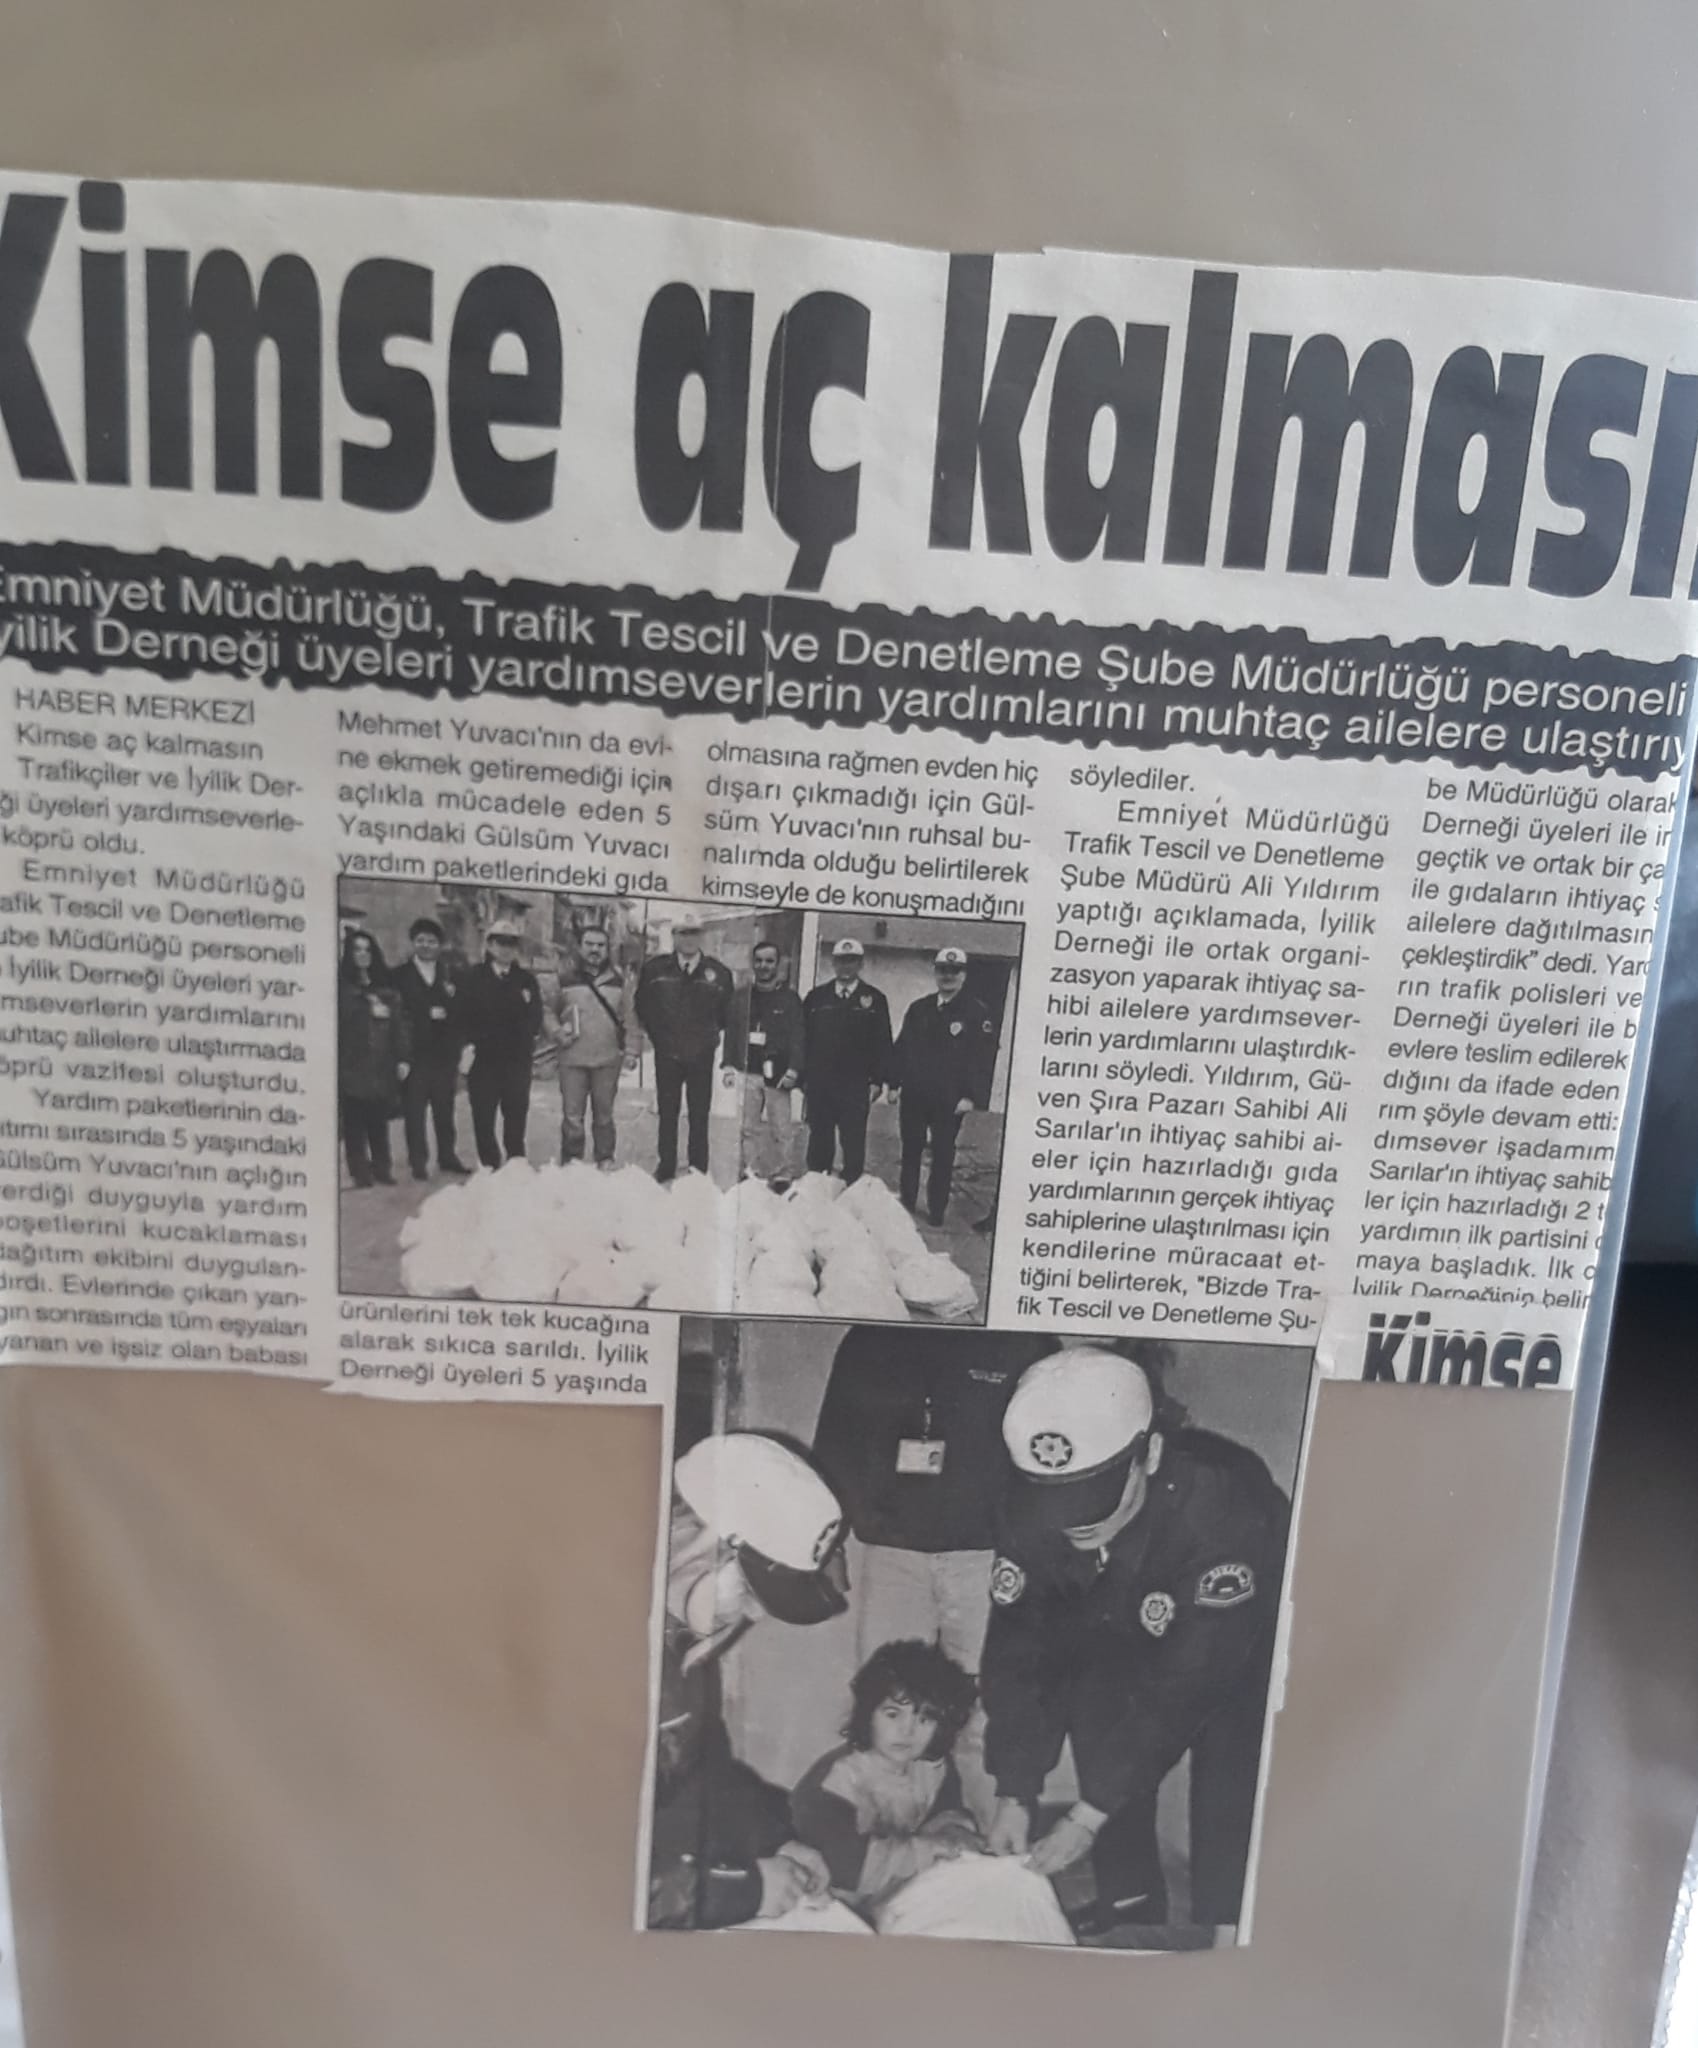 Kimse aç kalması
Emniyet Müdürlüğü, Trafik Tescil ve Denetleme Şube Müdürlüğü personeli
yilik Derneği üyeleri yardımseverlerin yardımlarını muhtaç ailelere ulaştırıy
HABER MERKEZİ
Kimse aç kalmasın
Trafikçiler ve İyilik Der-
ği üyeleri yardımseverle-
köprü oldu.
Emniyet Müdürlüğü
afik Tescil ve Denetleme
ube Müdürlüğü personeli
İyilik Derneği üyeleri yar-
mseverlerin yardımlarını
uhtaç ailelere ulaştırmada
öprü vazifesi oluşturdu.
Yardım paketlerinin da-
ıtımı sırasında 5 yaşındaki
Gülsüm Yuvacı'nın açlığın
erdiği duyguyla yardım
oşetlerini kucaklaması
dağıtım ekibini duygulan-
dırdı. Evlerinde çıkan yan-
gın sonrasında tüm eşyaları
yanan ve işsiz olan babası
Mehmet Yuvacı'nın da evi-
ne ekmek getiremediği için
açlıkla mücadele eden 5
Yaşındaki Gülsüm Yuvacı
yardım paketlerindeki gıda
ürünlerini tek tek kucağına
alarak sıkıca sarıldı. İyilik
Derneği üyeleri 5 yaşında
olmasına rağmen evden hiç
dışarı çıkmadığı için Gül-
süm Yuvacı'nın ruhsal bu-
nalımda olduğu belirtilerek
kimseyle de konuşmadığını
söylediler.
Emniyet Müdürlüğü
Trafik Tescil ve Denetleme
Şube Müdürü Ali Yıldırım
yaptığı açıklamada, İyilik
Derneği ile ortak organi-
zasyon yaparak ihtiyaç sa-
hibi ailelere yardımsever-
lerin yardımlarını ulaştırdık-
larını söyledi. Yıldırım, Gü-
ven Şıra Pazarı Sahibi Ali
Sarılar'ın ihtiyaç sahibi ai-
eler için hazırladığı gıda
yardımlarının gerçek ihtiyaç
sahiplerine ulaştırılması için
kendilerine müracaat et-
tiğini belirterek, "Bizde Tra-
fik Tescil ve Denetleme Şu-
be Müdürlüğü olarak
Derneği üyeleri ile ir
geçtik ve ortak bir ça
ile gıdaların ihtiyaç s
ailelere dağıtılmasın
çekleştirdik” dedi. Yard
rın trafik polisleri ve
Derneği üyeleri ile b
evlere teslim edilerek
dığını da ifade eden
rım şöyle devam etti:
dımsever işadamım
Sarılar'ın ihtiyaç sahib
ler için hazırladığı 2 t
yardımın ilk partisini d
maya başladık. İlk o
İyilik Derneğinin belir
Kimse